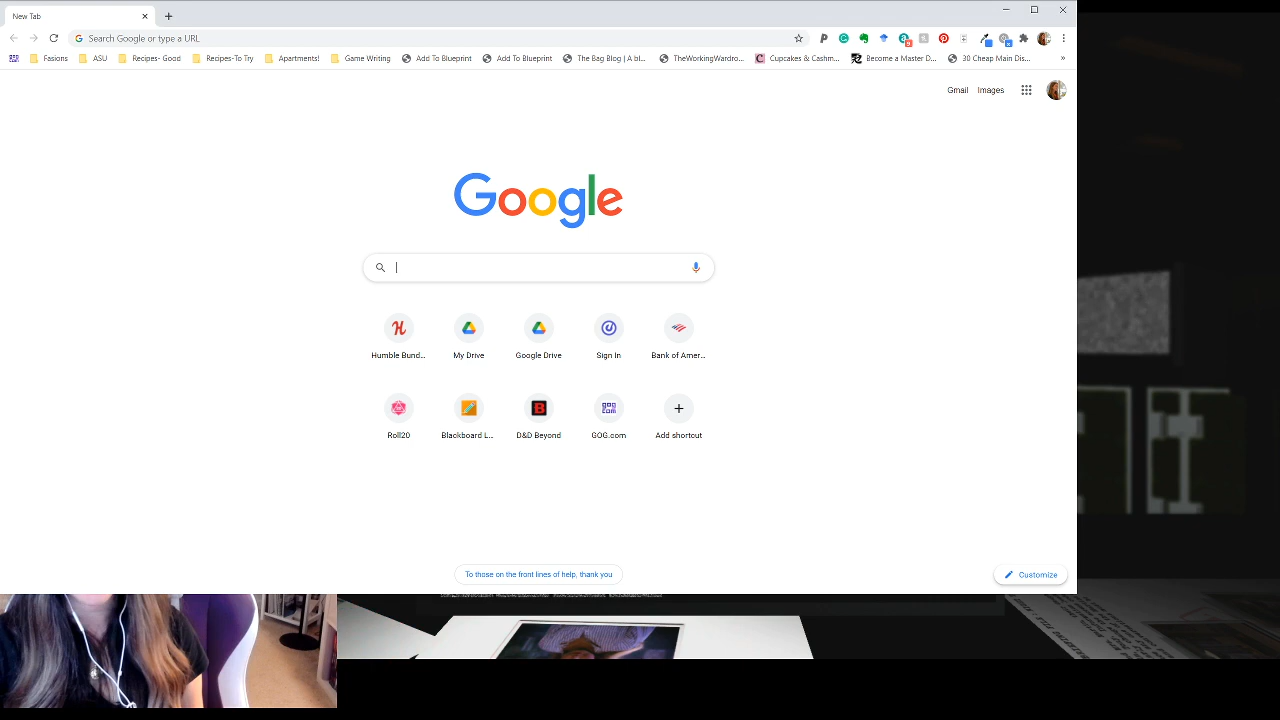 New Tab
Search Google or type a URL
Fasions ASU Recipes- Good Recipes-To Try Apartments! Game Writing Add To Blueprint Add To Blueprint The Bag Blog | A bl... TheWorkingWardro... Cupcakes & Cashm... Become a Master D... 30 Cheap Main Dis... »
Gmail Images
Google
Humble Bund... My Drive Google Drive Sign In Bank of Amer...
Roll20 Blackboard L... D&D Beyond GOG.com Add shortcut
To those on the front lines of help, thank you
Customize